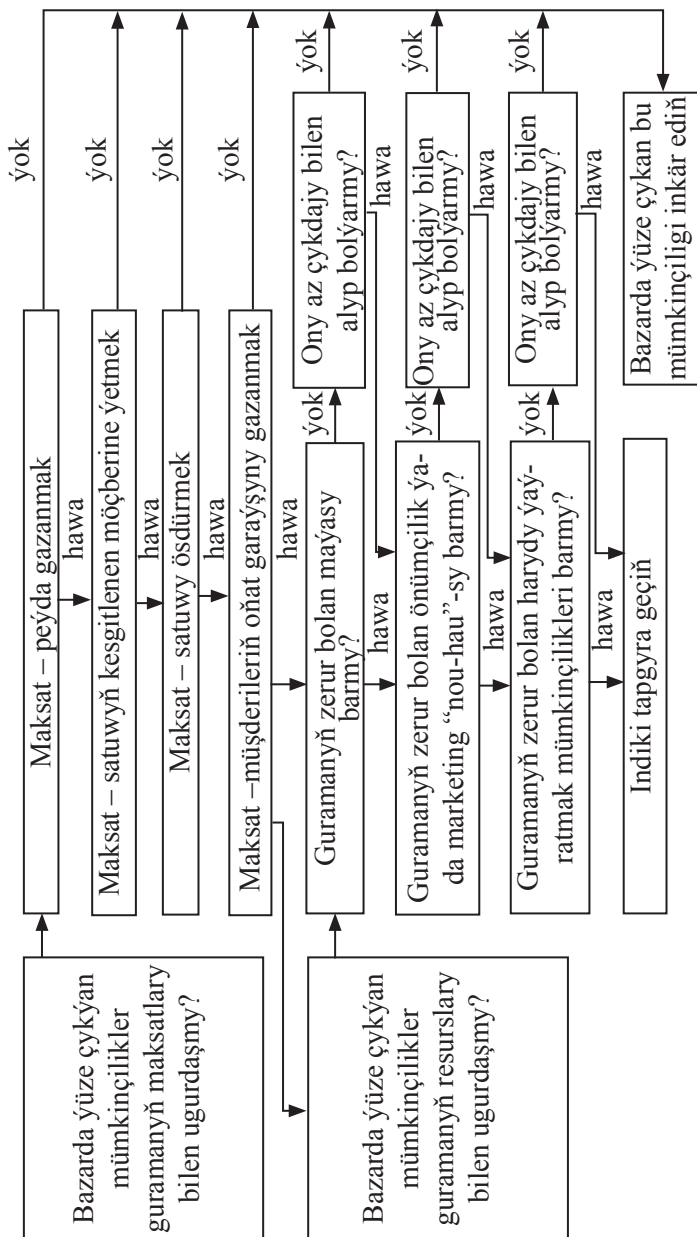 Bazarda ýüze çykýan
mümkinçilikler
guramanyň maksatlary
bilen ugurdaşmy?
Maksat – peýda gazanmak
ýok
hawa
Maksat – satuwyň kesgitlenen möçberine ýetmek
ýok
hawa
Maksat – satuwy ösdürmek
ýok
hawa
Maksat –müşderileriň oňat garaýşyny gazanmak
ýok
hawa
Bazarda ýüze çykýan
mümkinçilikler
guramanyň resurslary
bilen ugurdaşmy?
Guramanyň zerur bolan maýasy
barmy?
ýok
Ony az çykdajy bilen
alyp bolýarmy?
ýok
hawa
hawa
Guramanyň zerur bolan önümçilik ýa-
da marketing “nou-hau”-sy barmy?
ýok
Ony az çykdajy bilen
alyp bolýarmy?
ýok
hawa
hawa
Guramanyň zerur bolan harydy ýaý-
ratmak mümkinçilikleri barmy?
ýok
Ony az çykdajy bilen
alyp bolýarmy?
ýok
hawa
hawa
Indiki tapgyra geçiň
Bazarda ýüze çykan bu
mümkinçiligi inkär ediň